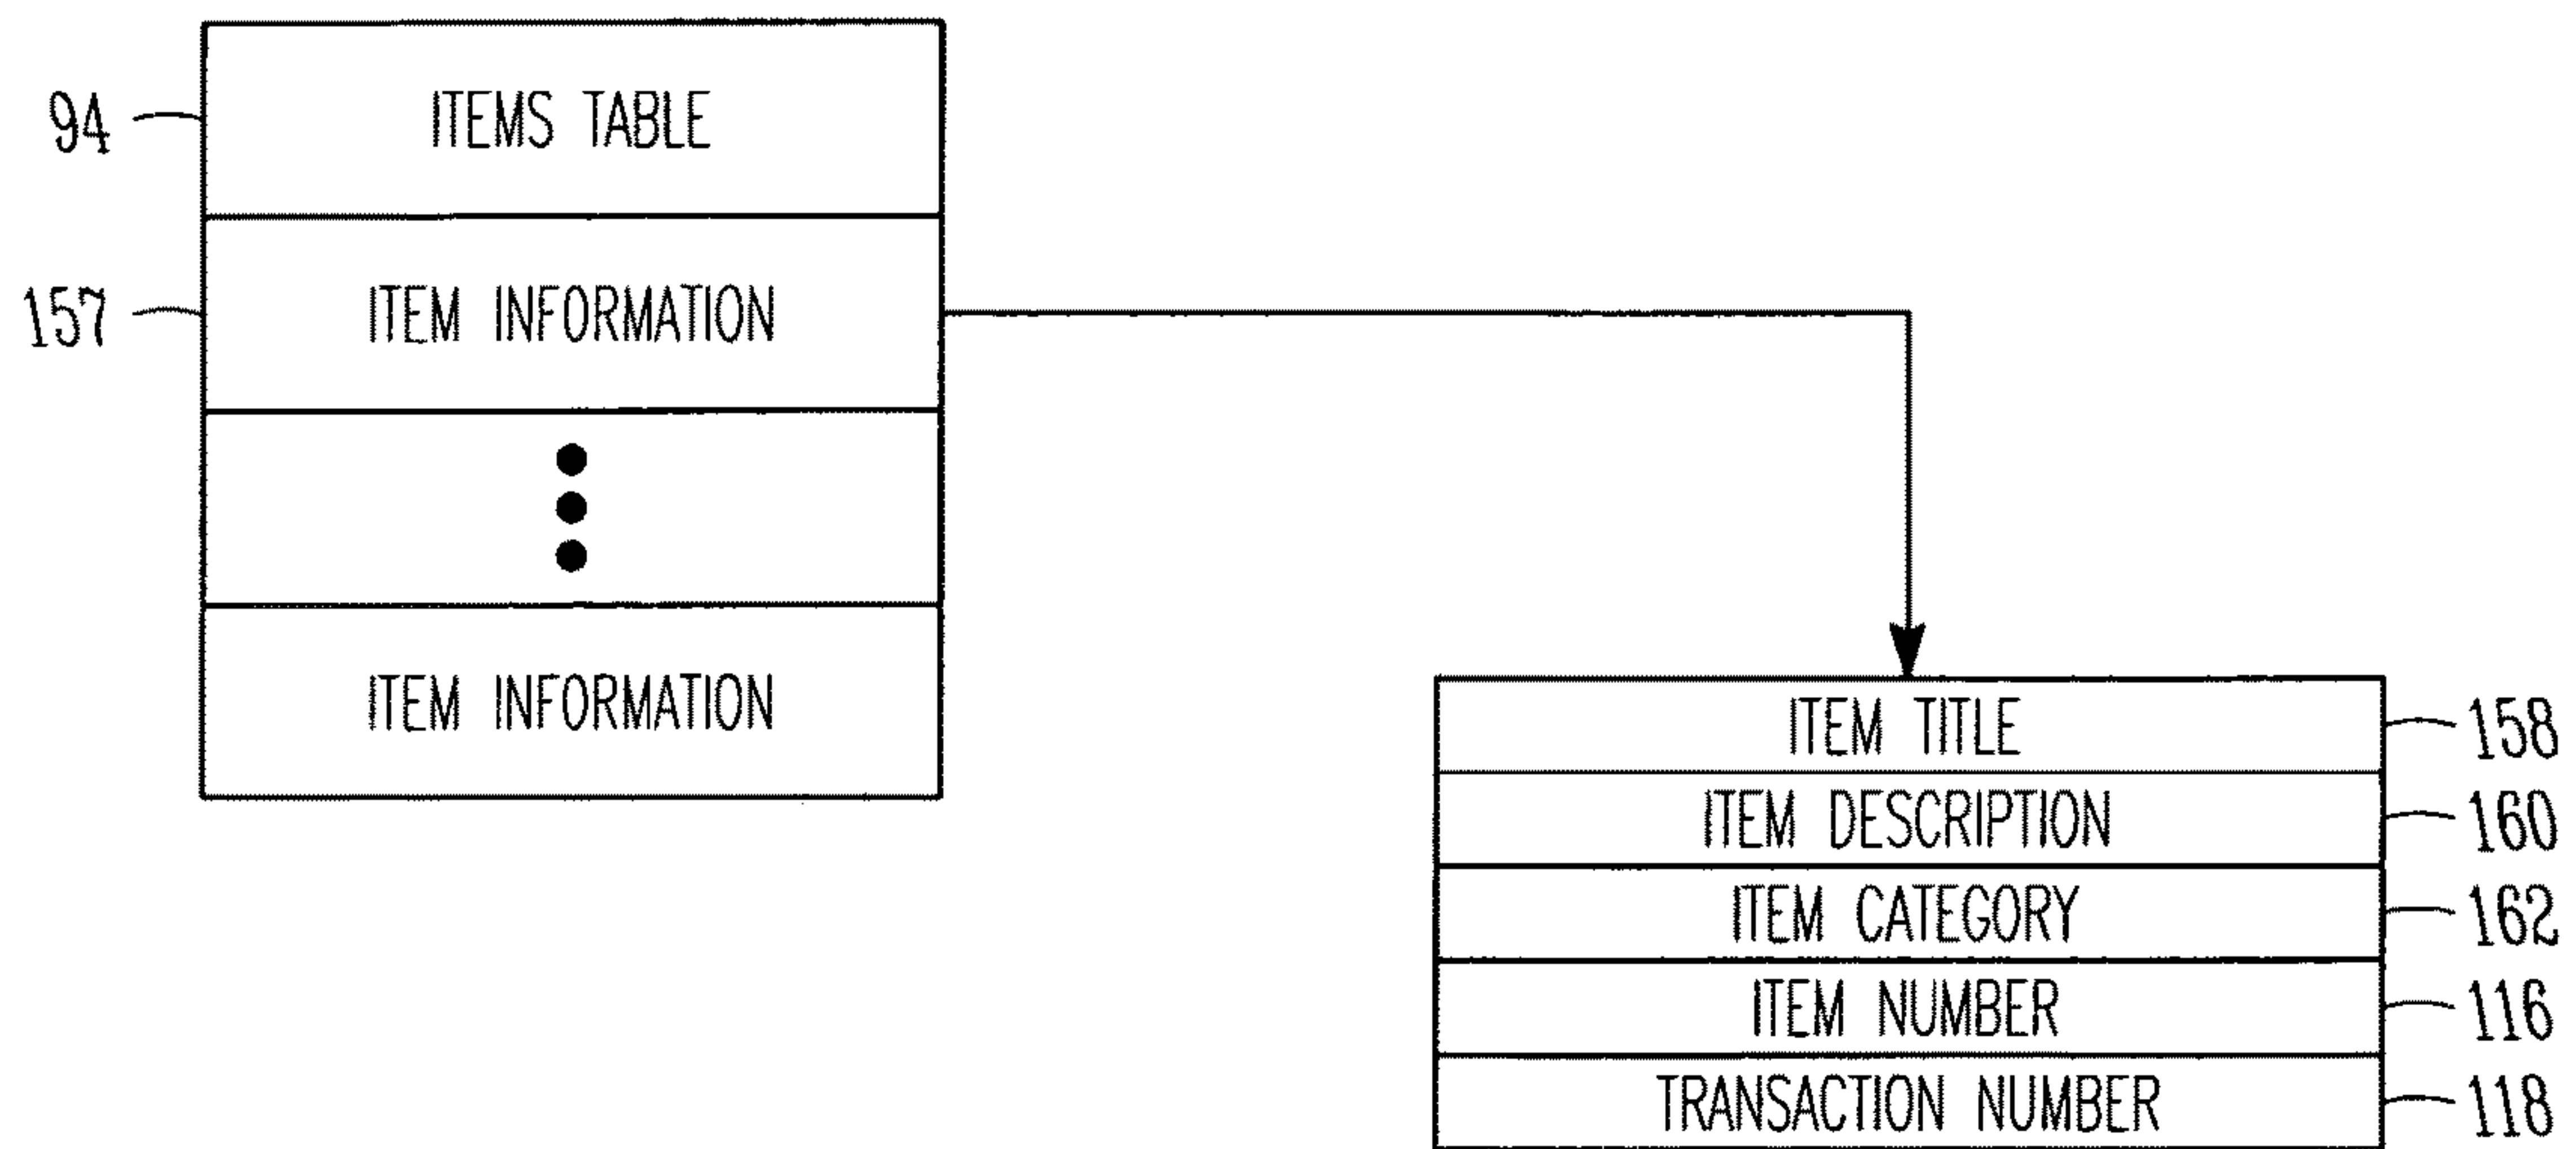 94 ITEMS TABLE
157 ITEM INFORMATION
ITEM INFORMATION
ITEM TITLE 158
ITEM DESCRIPTION 160
ITEM CATEGORY 162
ITEM NUMBER 116
TRANSACTION NUMBER 118